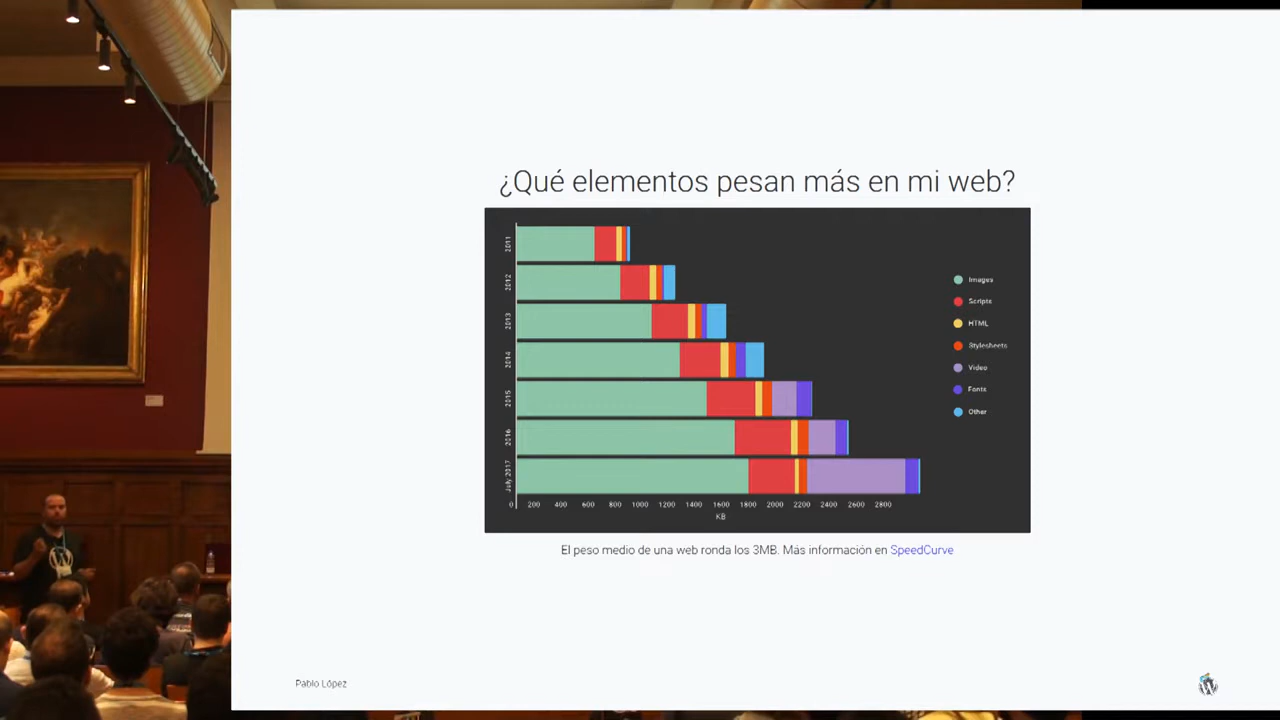 ¿Qué elementos pesan más en mi web?
2011
2012
2013
2014
2015
2016
July 2017
Images
Scripts
HTML
Stylesheets
Video
Fonts
Other
0 200 400 600 800 1000 1200 1400 1600 1800 2000 2200 2400 2600 2800
KB
El peso medio de una web ronda los 3MB. Más información en SpeedCurve
Pablo López